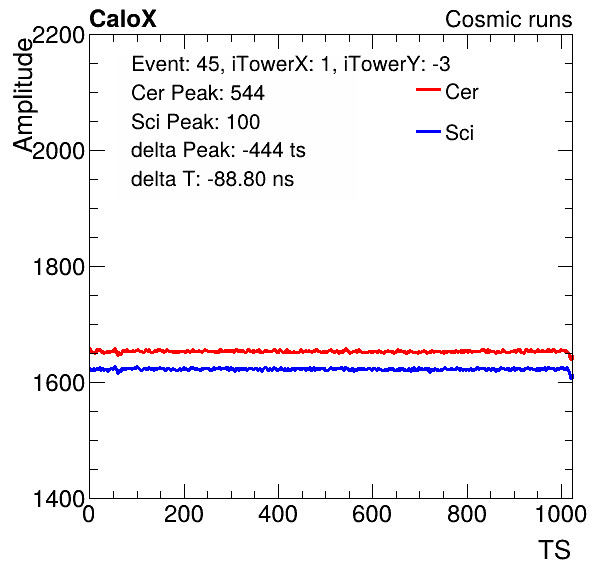 CaloX Cosmic runs
Amplitude
2200
2000
1800
1600
1400
Event: 45, iTowerX: 1, iTowerY: -3
Cer Peak: 544
Sci Peak: 100
delta Peak: -444 ts
delta T: -88.80 ns
Cer
Sci
0 200 400 600 800 1000
TS